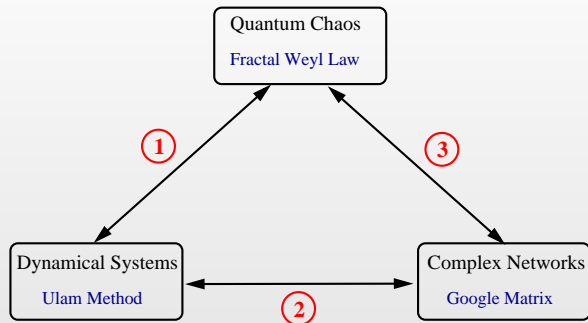 Quantum Chaos
Fractal Weyl Law
1
3
Dynamical Systems
Ulam Method
2
Complex Networks
Google Matrix